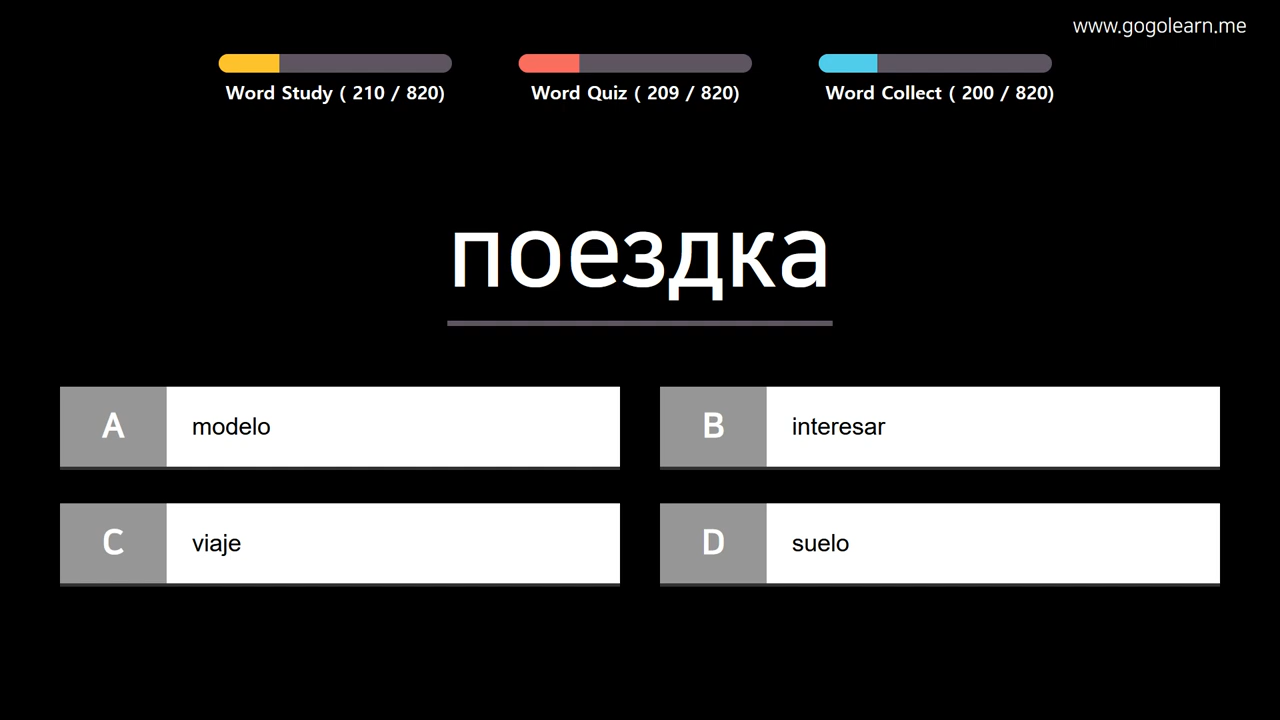 www.gogolearn.me
Word Study ( 210 / 820)
Word Quiz ( 209 / 820)
Word Collect ( 200 / 820)
поездка
A modelo
B interesar
C viaje
D suelo